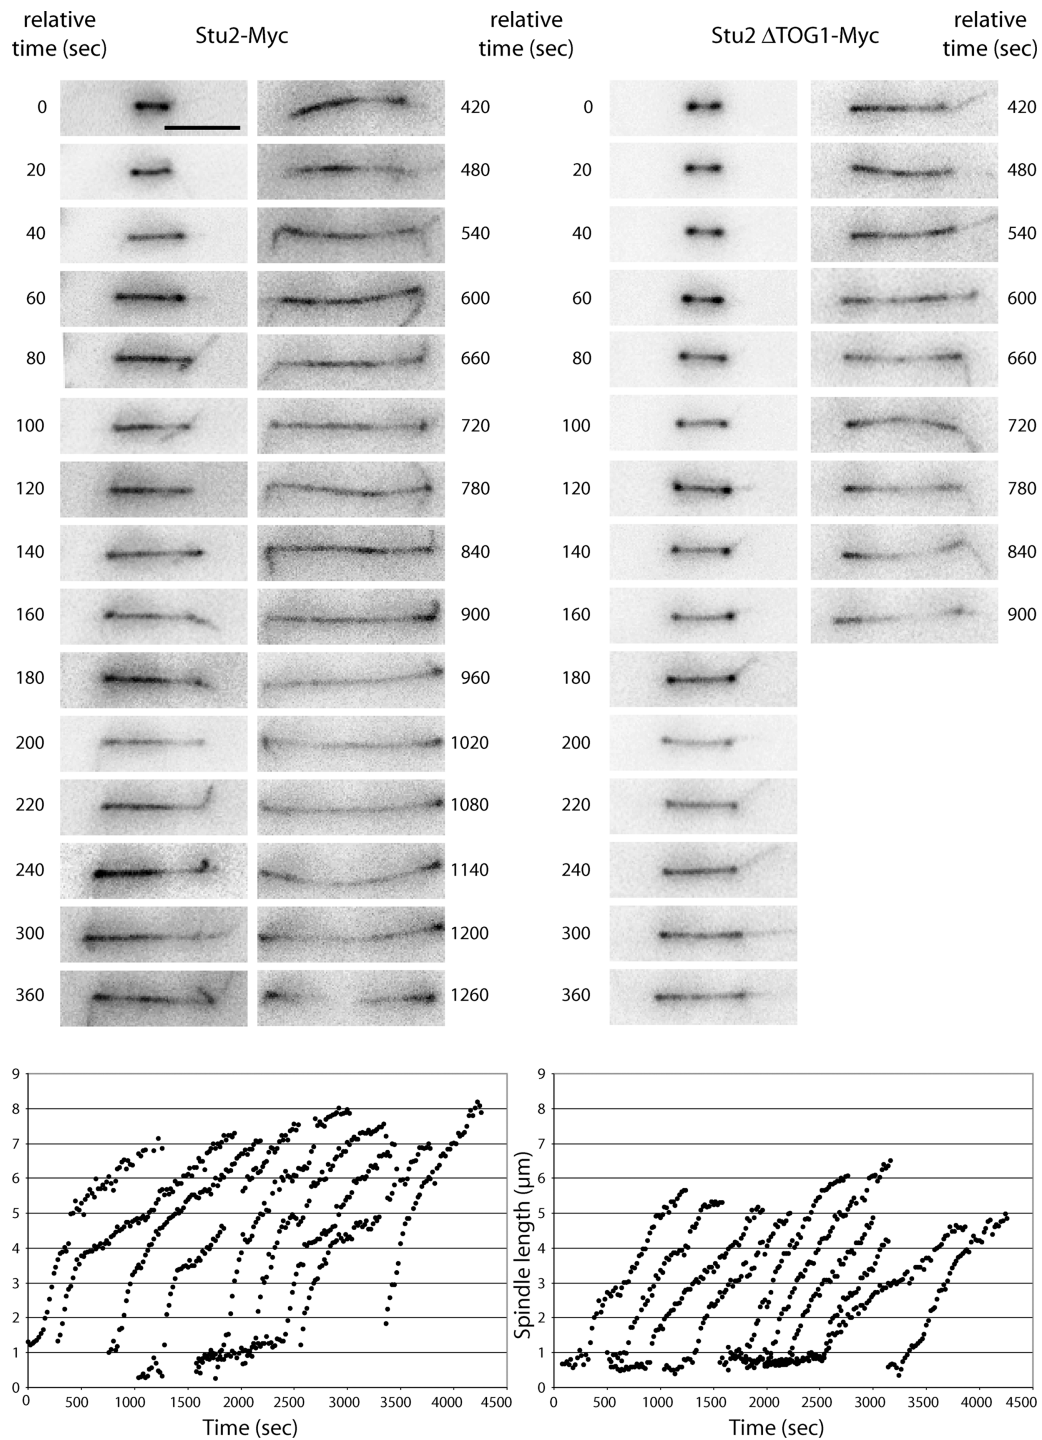 relative
time (sec)
Stu2-Myc
relative
time (sec)
Stu2 ΔTOG1-Myc
relative
time (sec)
0 420 0 420
20 480 20 480
40 540 40 540
60 600 60 600
80 660 80 660
100 720 100 720
120 780 120 780
140 840 140 840
160 900 160 900
180 960 180
200 1020 200
220 1080 220
240 1140 240
300 1200 300
360 1260 360
9
8
7
6
5
4
3
2
1
0
0 500 1000 1500 2000 2500 3000 3500 4000 4500
Time (sec)
Spindle length (µm)
9
8
7
6
5
4
3
2
1
0
0 500 1000 1500 2000 2500 3000 3500 4000 4500
Time (sec)